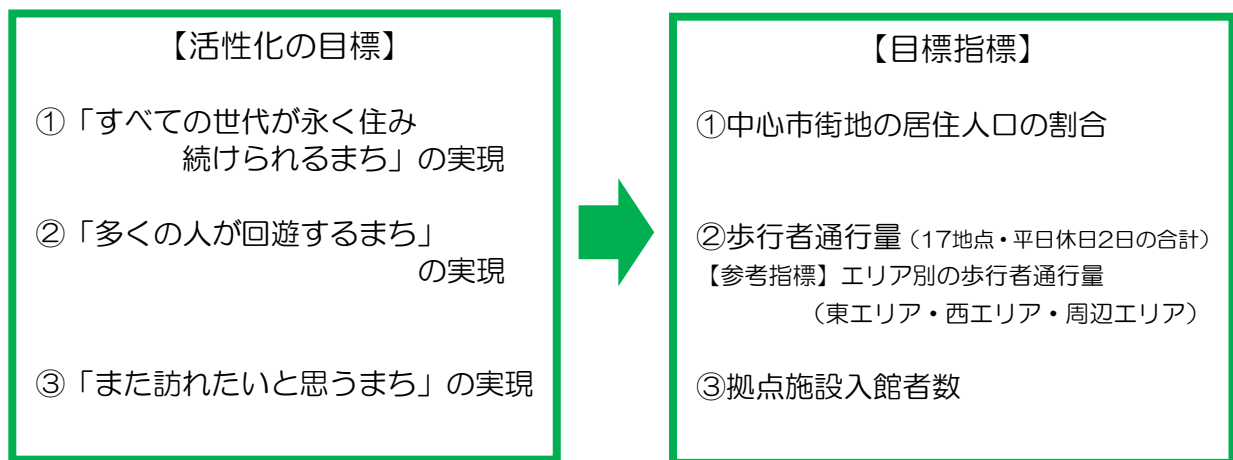 【活性化の目標】
①「すべての世代が永く住み
続けられるまち」の実現
②「多くの人が回遊するまち」
の実現
③「また訪れたいと思うまち」の実現
【目標指標】
①中心市街地の居住人口の割合
②歩行者通行量（17地点・平日休日2日の合計）
【参考指標】エリア別の歩行者通行量
（東エリア・西エリア・周辺エリア）
③拠点施設入館者数